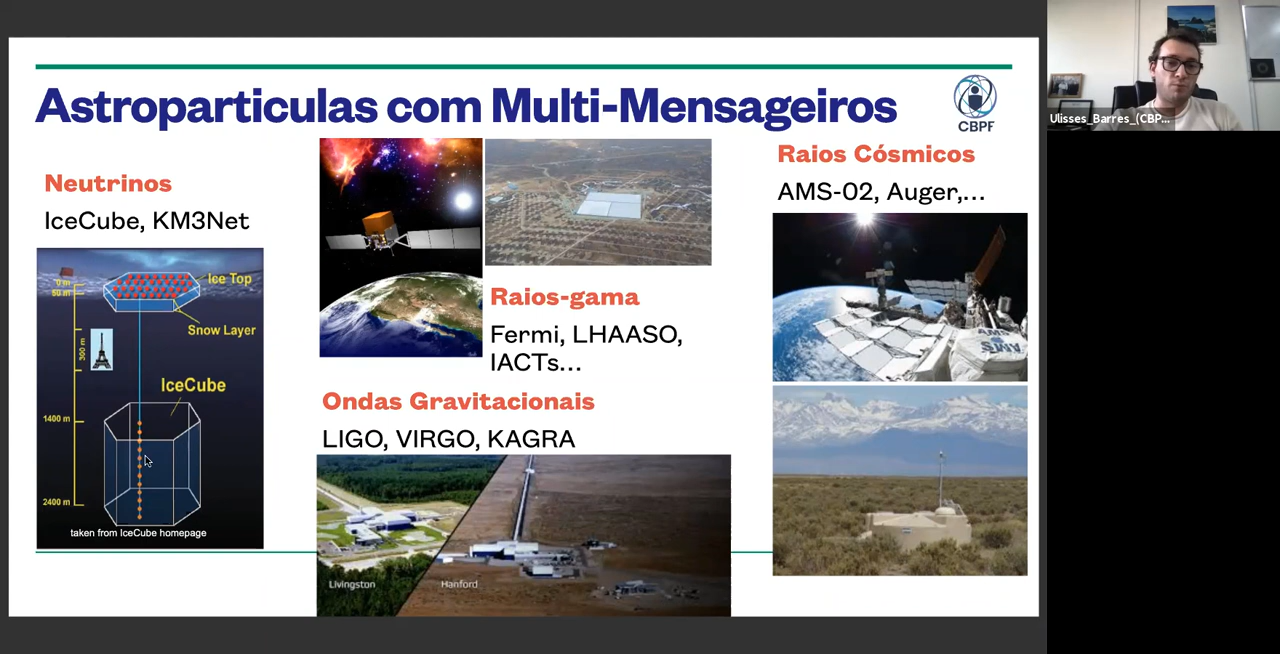 Astroparticulas com Multi-Mensageiros
CBPF
Neutrinos
IceCube, KM3Net
Ice Top
0 m
50 m
Snow Layer
300 m
IceCube
1400 m
2400 m
taken from IceCube homepage
Raios-gama
Fermi, LHAASO,
IACTs...
Ondas Gravitacionais
LIGO, VIRGO, KAGRA
Livingston
Hanford
Raios Cósmicos
AMS-02, Auger,...
AMS
AMS
Ulisses_Barres_(CBP...